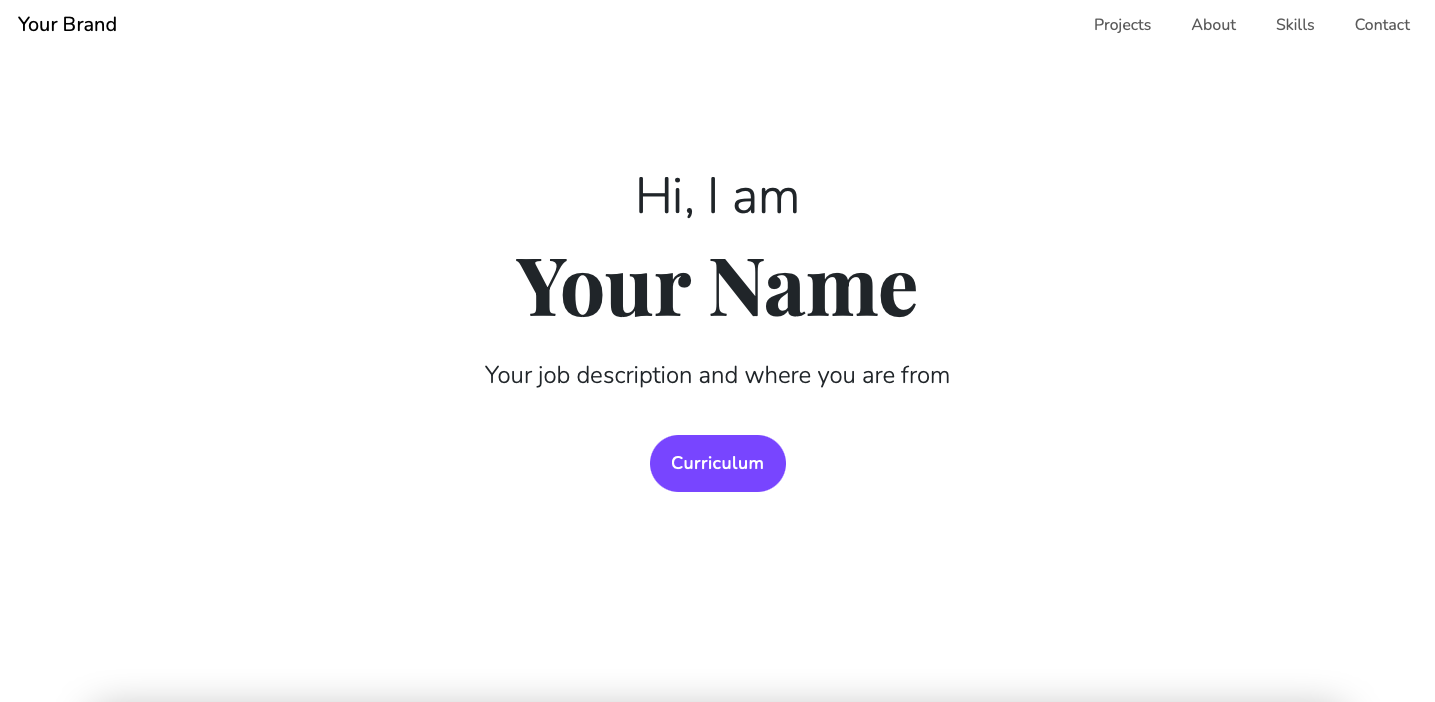 Your Brand
Projects About Skills Contact
Hi, I am
Your Name
Your job description and where you are from
Curriculum